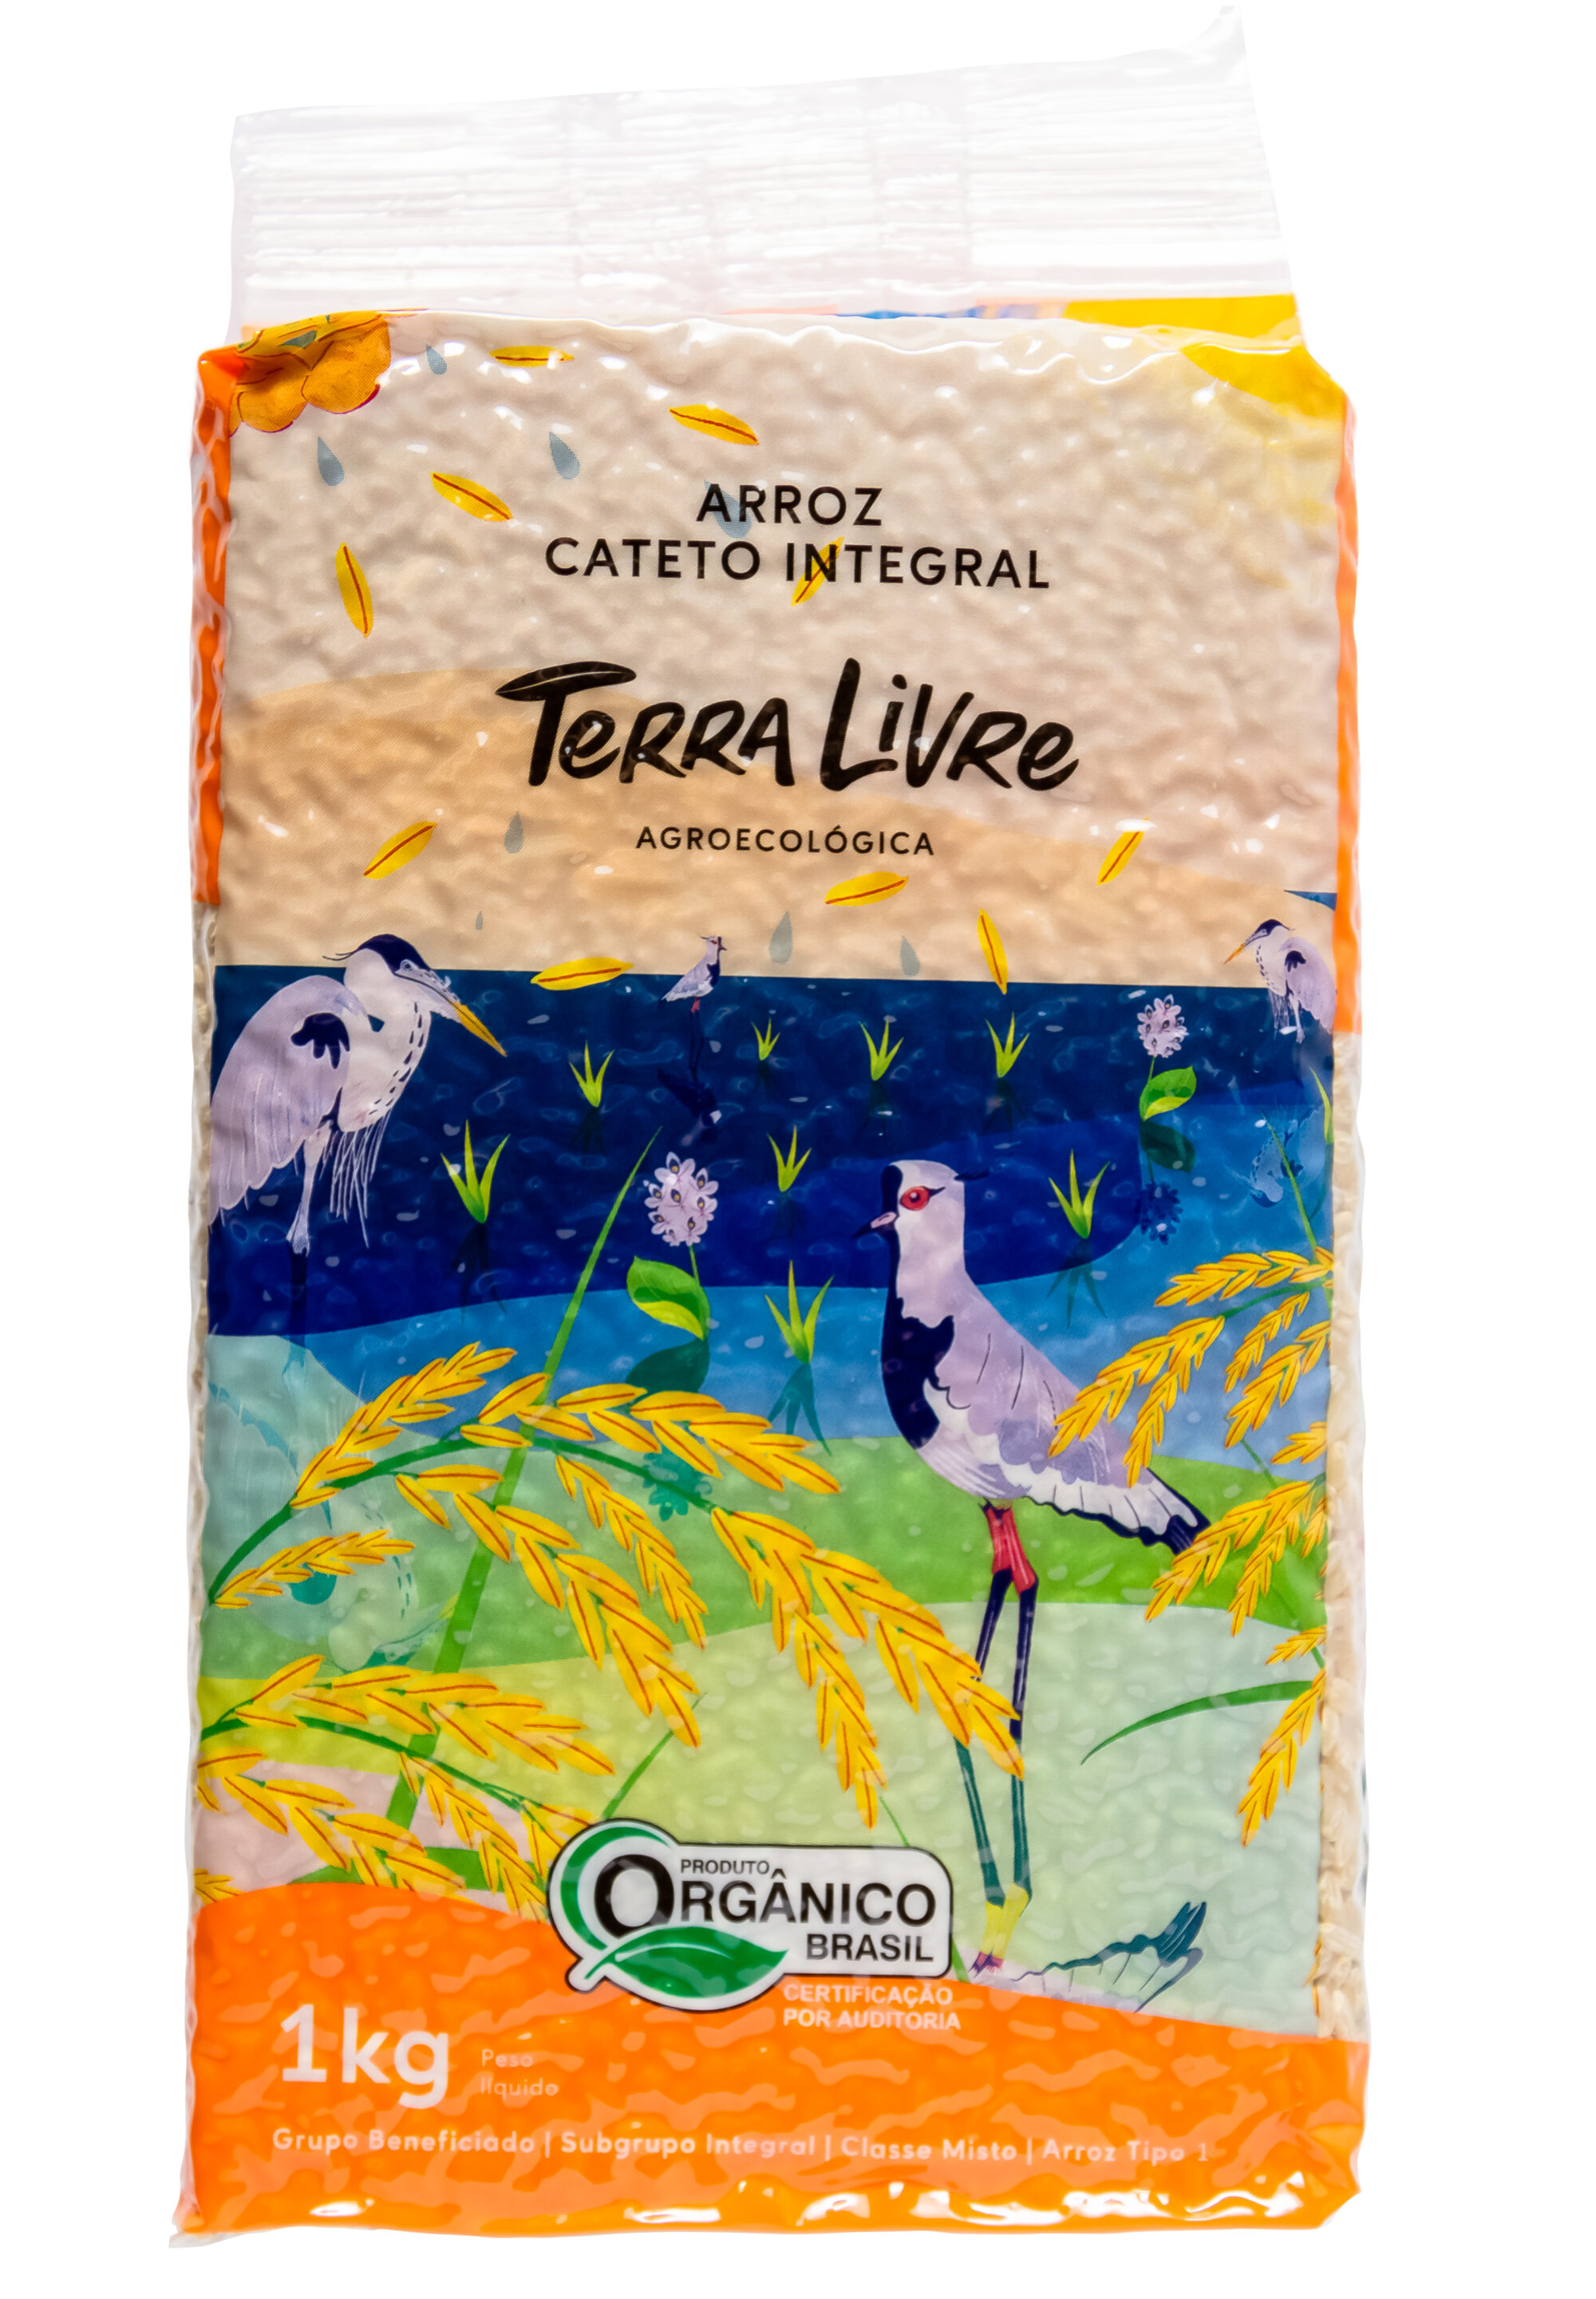 ARROZ
CATETO INTEGRAL
TERRA LiVRe
AGROECOLÓGICA
PRODUTO
ORGÂNICO
BRASIL
CERTIFICAÇÃO
POR AUDITORIA
1kg
Peso
líquido
Grupo Beneficiado | Subgrupo Integral | Classe Misto | Arroz Tipo 1